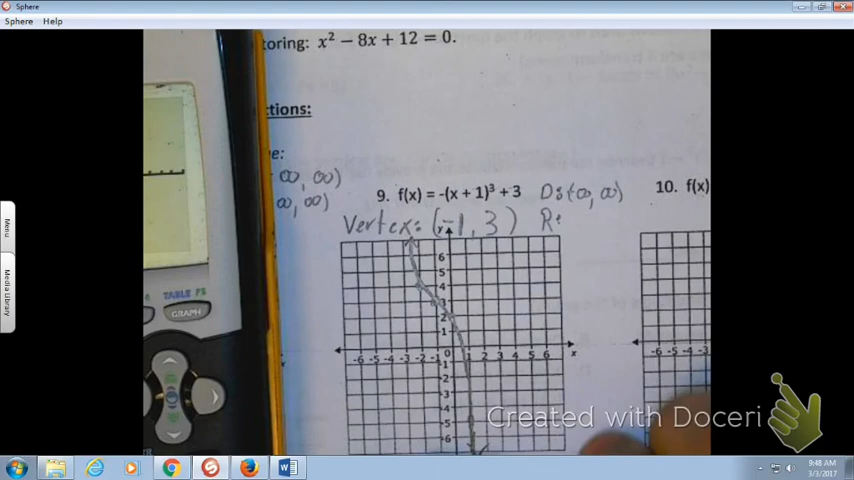 Sphere
Sphere Help
toring: x² − 8x + 12 = 0.
ctions:
e:
∞, ∞)
∞, ∞)
9. f(x) = -(x + 1)³ + 3 D: (∞, ∞) 10. f(x)
Vertex: (-1, 3) R:
y
6
5
4
3
2
1
-6 -5 -4 -3 -2 -1 0 1 2 3 4 5 6 x
-1
-2
-3
-4
-5
-6
-6 -5 -4 -3
x
TABLE F5
GRAPH
Menu
Media Library
Created with Doceri
9:48 AM
3/3/2017